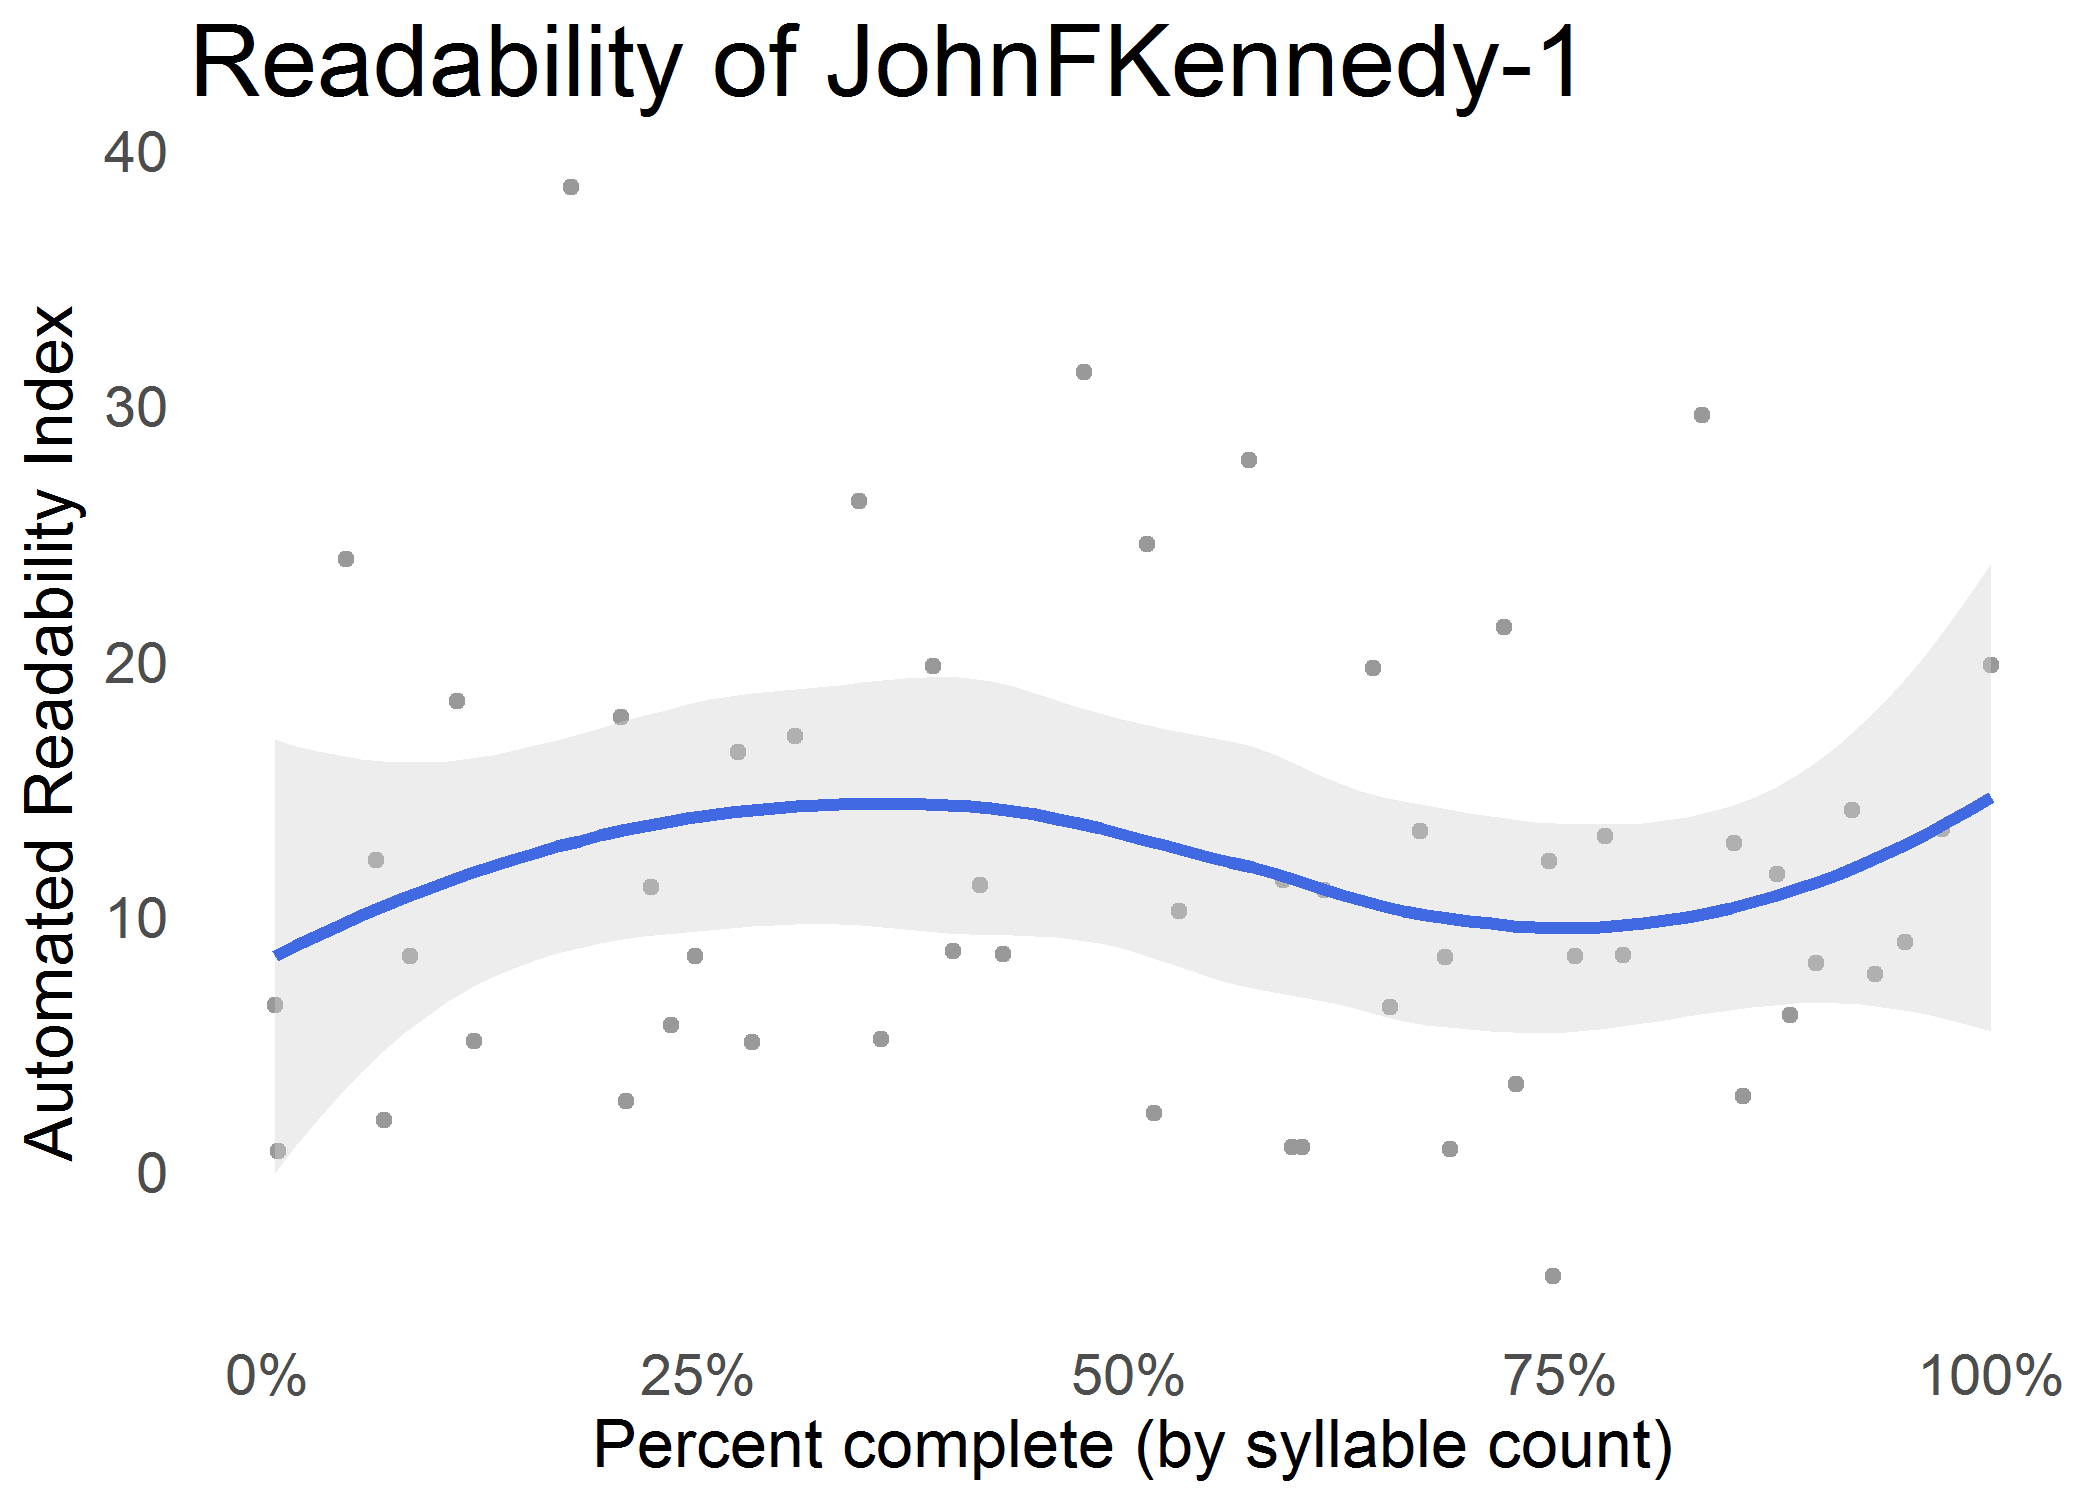 Readability of JohnFKennedy-1
Automated Readability Index
40
30
20
10
0
0% 25% 50% 75% 100%
Percent complete (by syllable count)